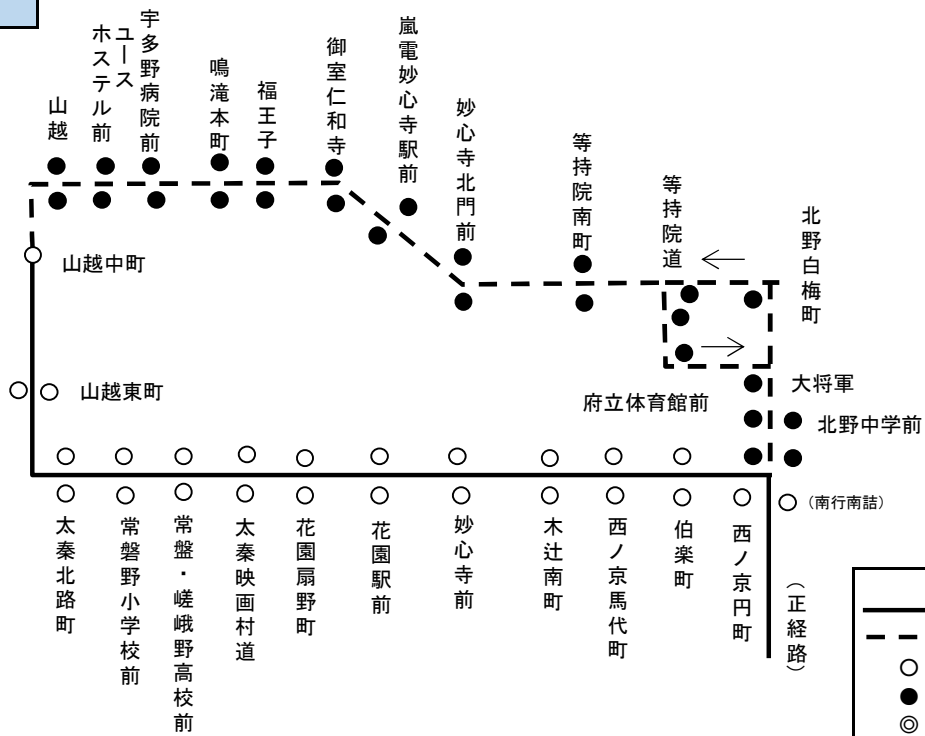 山越
ユース
ホステル前
宇多野病院前
鳴滝本町
福王子
御室仁和寺
嵐電妙心寺駅前
妙心寺北門前
等持院南町
等持院道
北野白梅町
山越中町
山越東町
府立体育館前
大将軍
北野中学前
(南行南詰)
太秦北路町
常磐野小学校前
常盤・嵯峨野高校前
太秦映画村道
花園扇野町
花園駅前
妙心寺前
木辻南町
西ノ京馬代町
伯楽町
西ノ京円町
(正経路)